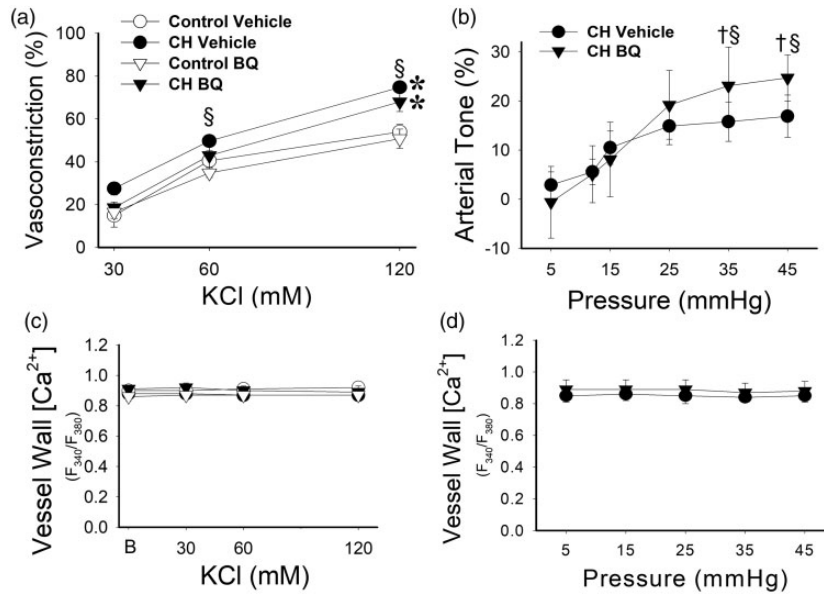 (a)
Vasoconstriction (%)
100
80
60
40
20
0
Control Vehicle
CH Vehicle
Control BQ
CH BQ
§
§
*
*
30
60
120
KCl (mM)
(b)
Arterial Tone (%)
30
20
10
0
-10
CH Vehicle
CH BQ
†§
†§
5
15
25
35
45
Pressure (mmHg)
(c)
Vessel Wall [Ca²⁺]
(F₃₄₀/F₃₈₀)
1.2
1.0
0.8
0.6
0.4
0.2
0.0
B
30
60
120
KCl (mM)
(d)
Vessel Wall [Ca²⁺]
(F₃₄₀/F₃₈₀)
1.2
1.0
0.8
0.6
0.4
0.2
0.0
5
15
25
35
45
Pressure (mmHg)